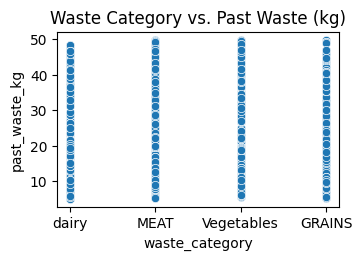 Waste Category vs. Past Waste (kg)
past_waste_kg
50
40
30
20
10
dairy MEAT Vegetables GRAINS
waste_category